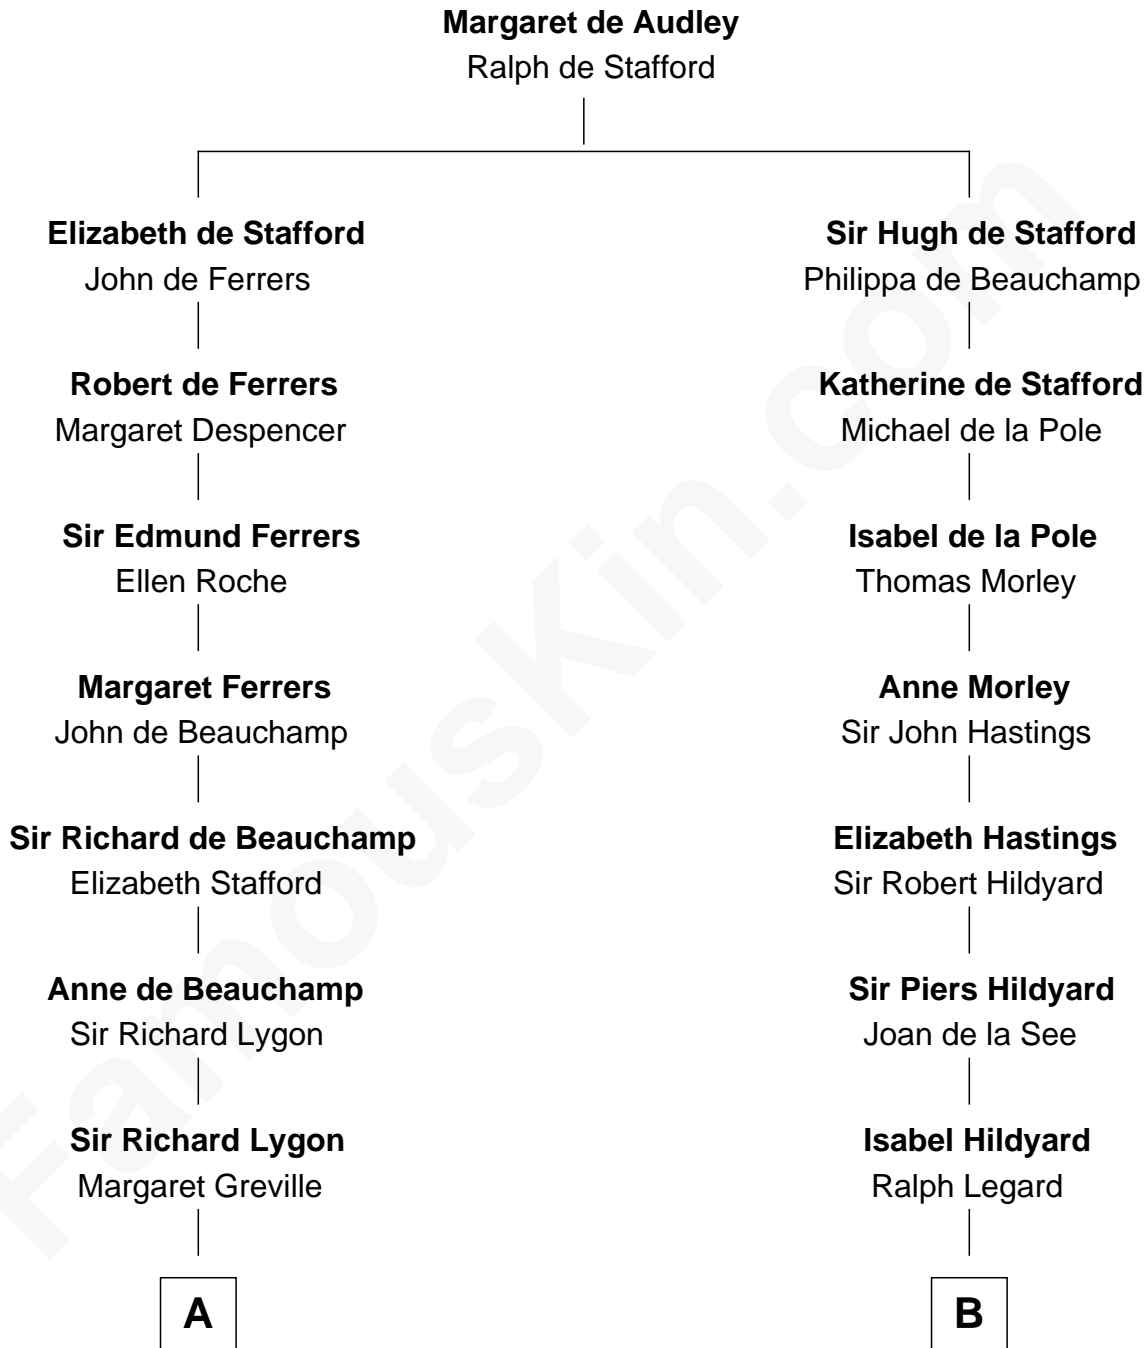 Margaret de Audley
Ralph de Stafford
Elizabeth de Stafford
John de Ferrers
Sir Hugh de Stafford
Philippa de Beauchamp
Robert de Ferrers
Margaret Despencer
Katherine de Stafford
Michael de la Pole
Sir Edmund Ferrers
Ellen Roche
Isabel de la Pole
Thomas Morley
Margaret Ferrers
John de Beauchamp
Anne Morley
Sir John Hastings
Sir Richard de Beauchamp
Elizabeth Stafford
Elizabeth Hastings
Sir Robert Hildyard
Anne de Beauchamp
Sir Richard Lygon
Sir Piers Hildyard
Joan de la See
Sir Richard Lygon
Margaret Greville
Isabel Hildyard
Ralph Legard
A
B
FamousKin.com